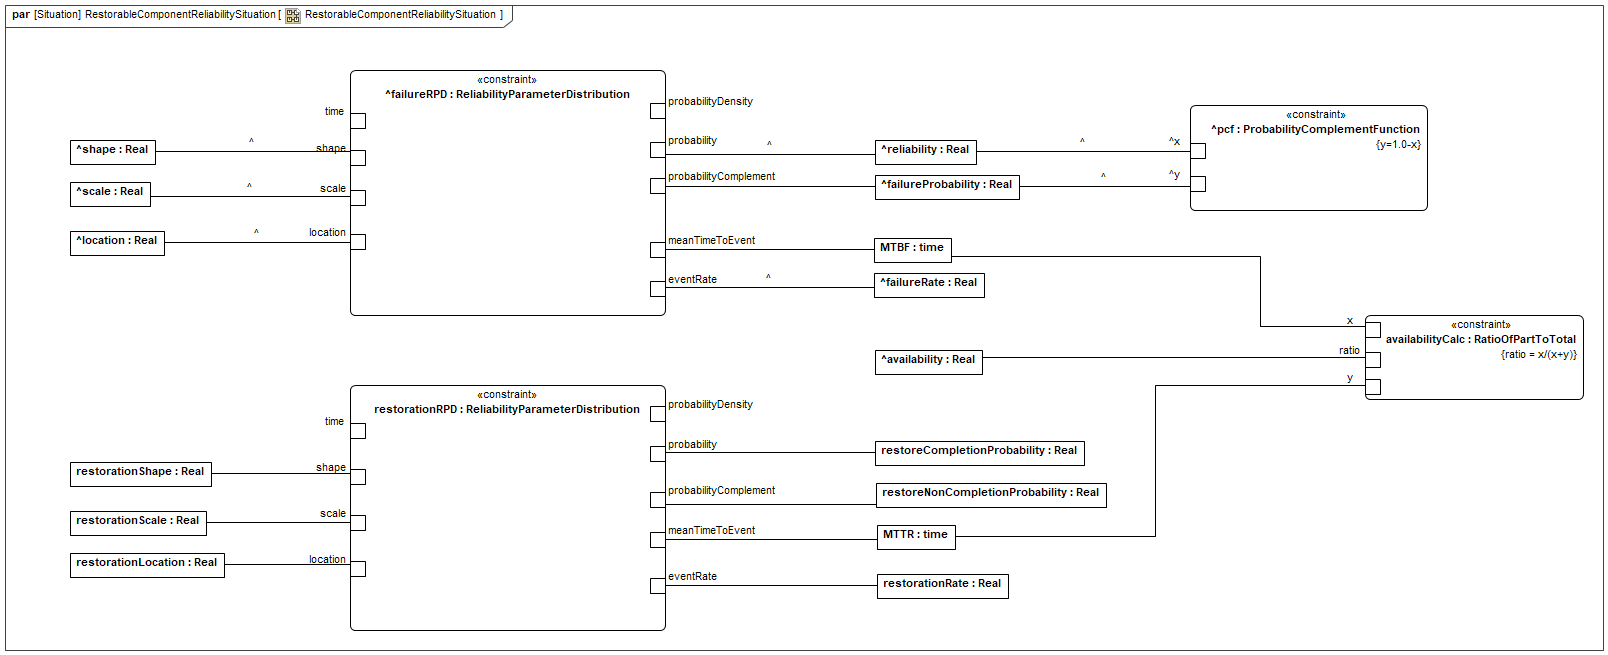 par [Situation] RestorableComponentReliabilitySituation [ RestorableComponentReliabilitySituation ]
«constraint»
^failureRPD : ReliabilityParameterDistribution
time
shape
scale
location
probabilityDensity
probability
probabilityComplement
meanTimeToEvent
eventRate
^shape : Real
^
^scale : Real
^
^location : Real
^
^
^reliability : Real
^
^failureProbability : Real
^
MTBF : time
^
^failureRate : Real
«constraint»
^pcf : ProbabilityComplementFunction
{y=1.0-x}
^x
^y
^availability : Real
«constraint»
availabilityCalc : RatioOfPartToTotal
{ratio = x/(x+y)}
x
ratio
y
«constraint»
restorationRPD : ReliabilityParameterDistribution
time
shape
scale
location
probabilityDensity
probability
probabilityComplement
meanTimeToEvent
eventRate
restorationShape : Real
restorationScale : Real
restorationLocation : Real
restoreCompletionProbability : Real
restoreNonCompletionProbability : Real
MTTR : time
restorationRate : Real